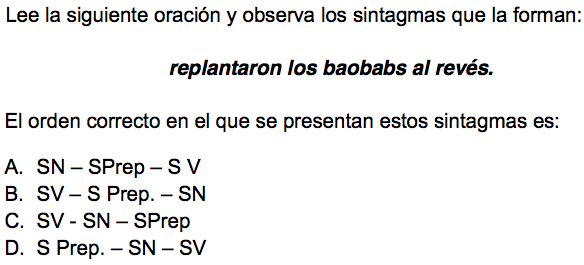 Lee la siguiente oración y observa los sintagmas que la forman:
replantaron los baobabs al revés.
El orden correcto en el que se presentan estos sintagmas es:
A. SN – SPrep – S V
B. SV – S Prep. – SN
C. SV - SN – SPrep
D. S Prep. – SN – SV